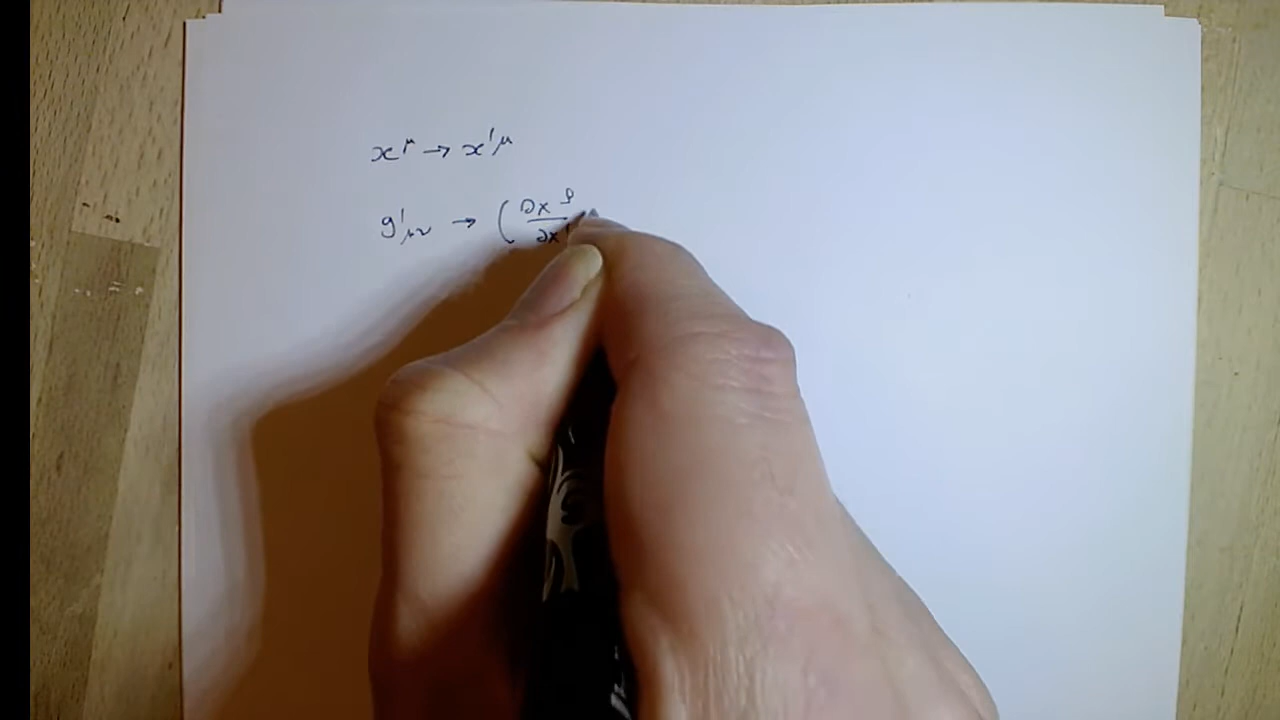 x^μ → x'^μ
g'_μν → (∂x^ρ/∂x'